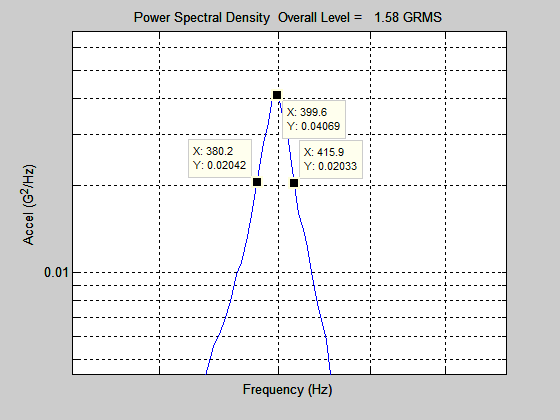 Power Spectral Density  Overall Level =   1.58 GRMS
X: 399.6
Y: 0.04069
X: 380.2
Y: 0.02042
X: 415.9
Y: 0.02033
Accel (G^2/Hz)
0.01
Frequency (Hz)